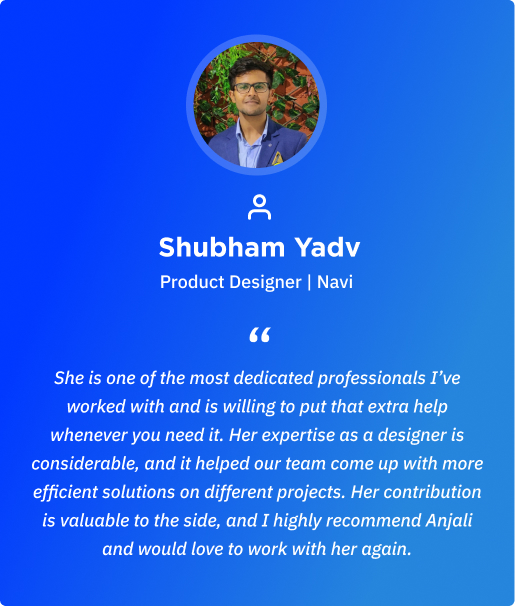 Shubham Yadv
Product Designer | Navi
“
She is one of the most dedicated professionals I’ve
worked with and is willing to put that extra help
whenever you need it. Her expertise as a designer is
considerable, and it helped our team come up with more
efficient solutions on different projects. Her contribution
is valuable to the side, and I highly recommend Anjali
and would love to work with her again.